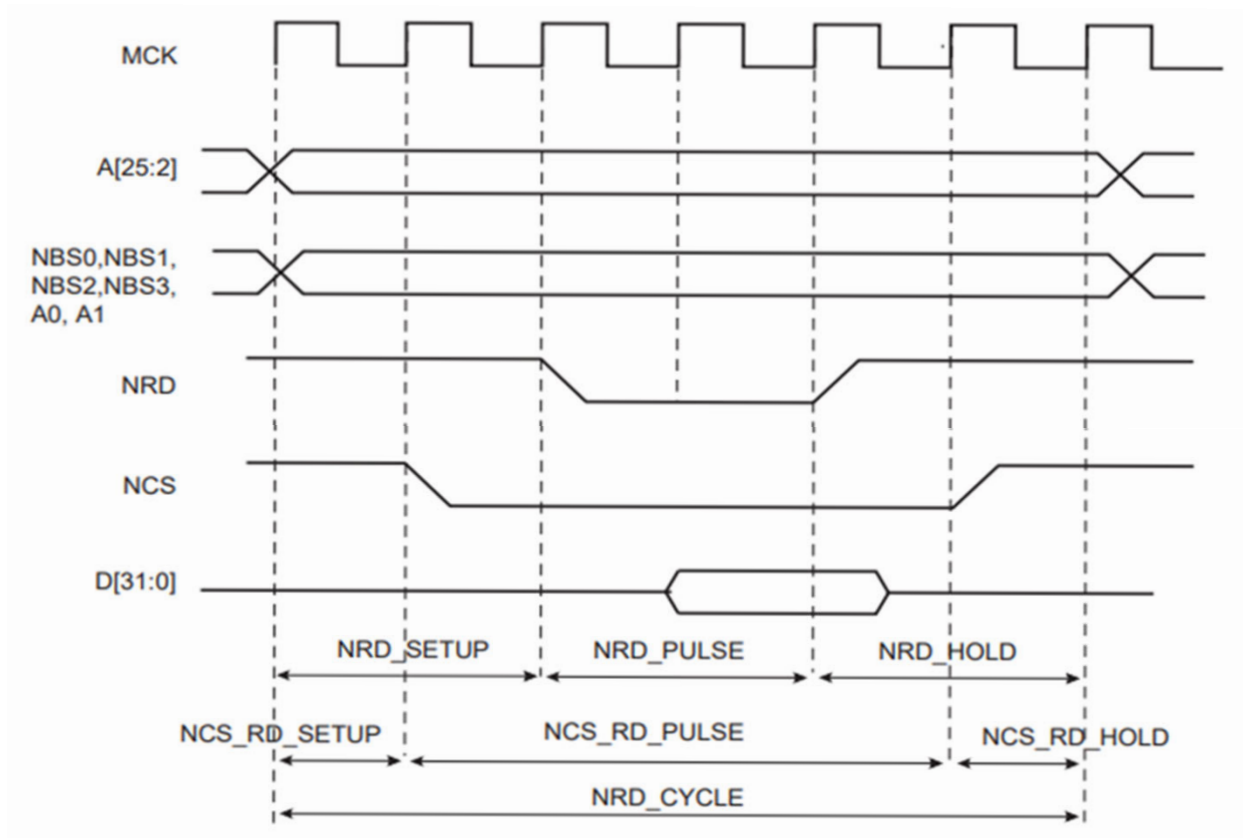 MCK
A[25:2]
NBS0,NBS1,
NBS2,NBS3,
A0, A1
NRD
NCS
D[31:0]
NRD_SETUP NRD_PULSE NRD_HOLD
NCS_RD_SETUP NCS_RD_PULSE NCS_RD_HOLD
NRD_CYCLE